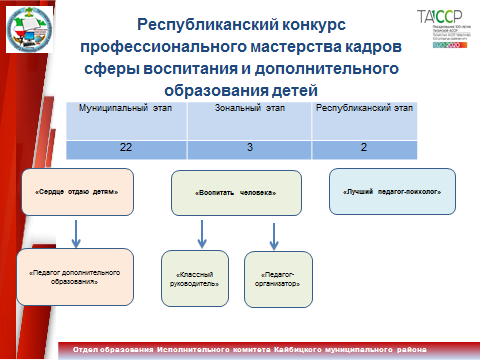 Республиканский конкурс
профессионального мастерства кадров
сферы воспитания и дополнительного
образования детей
ТАССР
1920-2020
Муниципальный этап Зональный этап Республиканский этап
22 3 2
«Сердце отдаю детям» «Воспитать человека» «Лучший педагог-психолог»
«Педагог дополнительного
образования»
«Классный
руководитель»
«Педагог-
организатор»
Отдел образования Исполнительного комитета Кайбицкого муниципального района